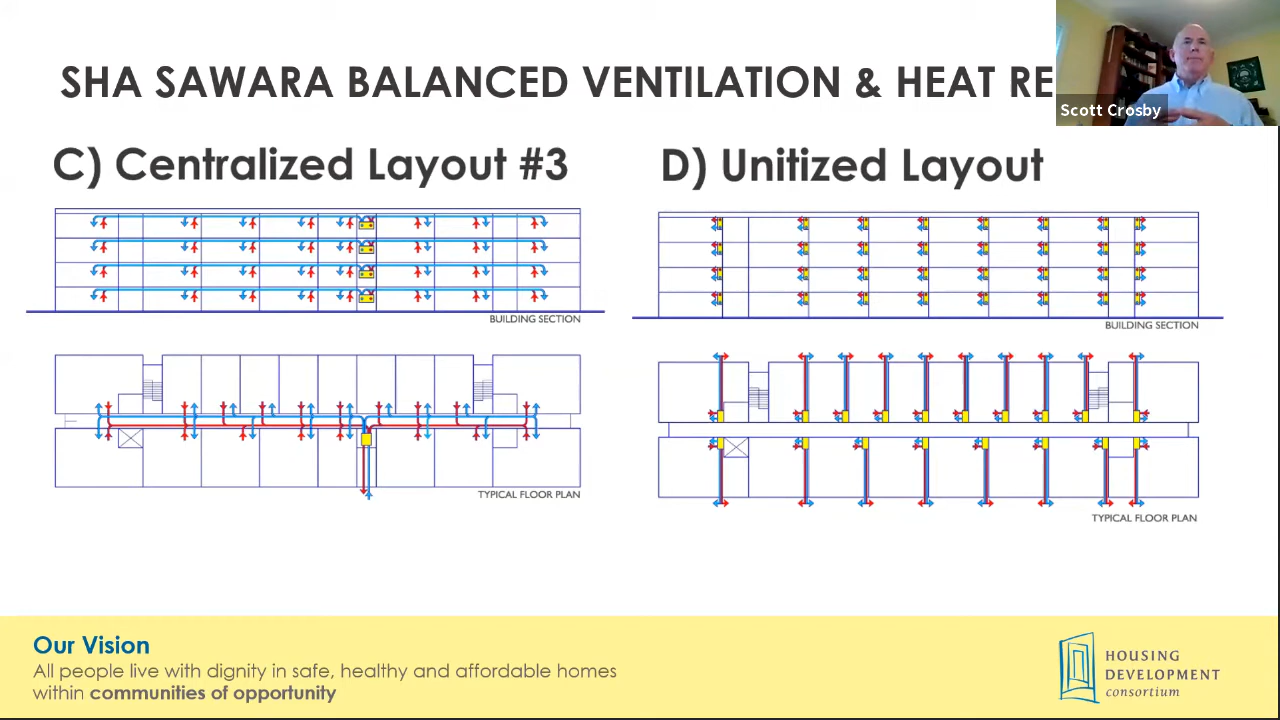 SHA SAWARA BALANCED VENTILATION & HEAT RE
Scott Crosby
C) Centralized Layout #3
D) Unitized Layout
BUILDING SECTION
BUILDING SECTION
TYPICAL FLOOR PLAN
TYPICAL FLOOR PLAN
Our Vision
All people live with dignity in safe, healthy and affordable homes
within communities of opportunity
HOUSING
DEVELOPMENT
consortium